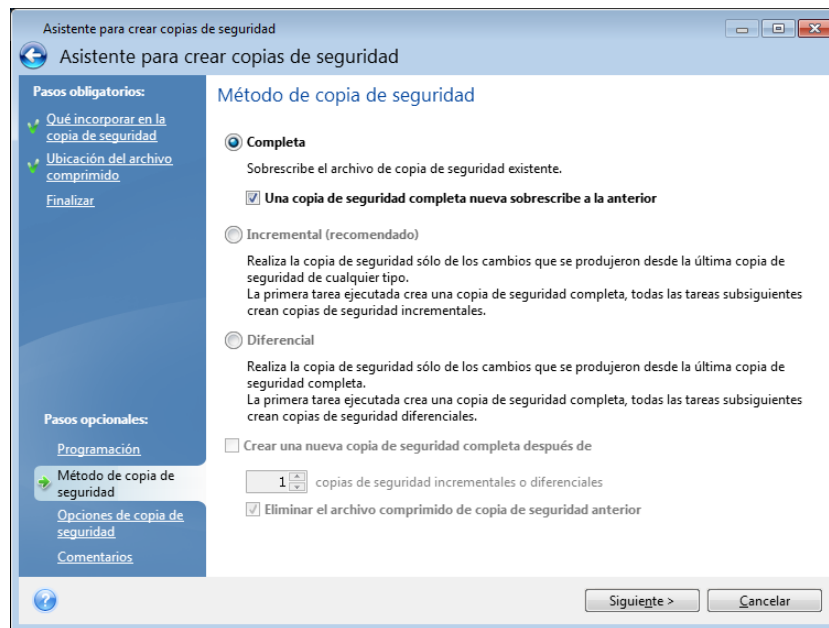 Asistente para crear copias de seguridad
Asistente para crear copias de seguridad
Pasos obligatorios:
Qué incorporar en la
copia de seguridad
Ubicación del archivo
comprimido
Finalizar
Pasos opcionales:
Programación
Método de copia de
seguridad
Opciones de copia de
seguridad
Comentarios
Método de copia de seguridad
Completa
Sobrescribe el archivo de copia de seguridad existente.
Una copia de seguridad completa nueva sobrescribe a la anterior
Incremental (recomendado)
Realiza la copia de seguridad sólo de los cambios que se produjeron desde la última copia de
seguridad de cualquier tipo.
La primera tarea ejecutada crea una copia de seguridad completa, todas las tareas subsiguientes
crean copias de seguridad incrementales.
Diferencial
Realiza la copia de seguridad sólo de los cambios que se produjeron desde la última copia de
seguridad completa.
La primera tarea ejecutada crea una copia de seguridad completa, todas las tareas subsiguientes
crean copias de seguridad diferenciales.
Crear una nueva copia de seguridad completa después de
1 copias de seguridad incrementales o diferenciales
Eliminar el archivo comprimido de copia de seguridad anterior
?
Siguiente >
Cancelar